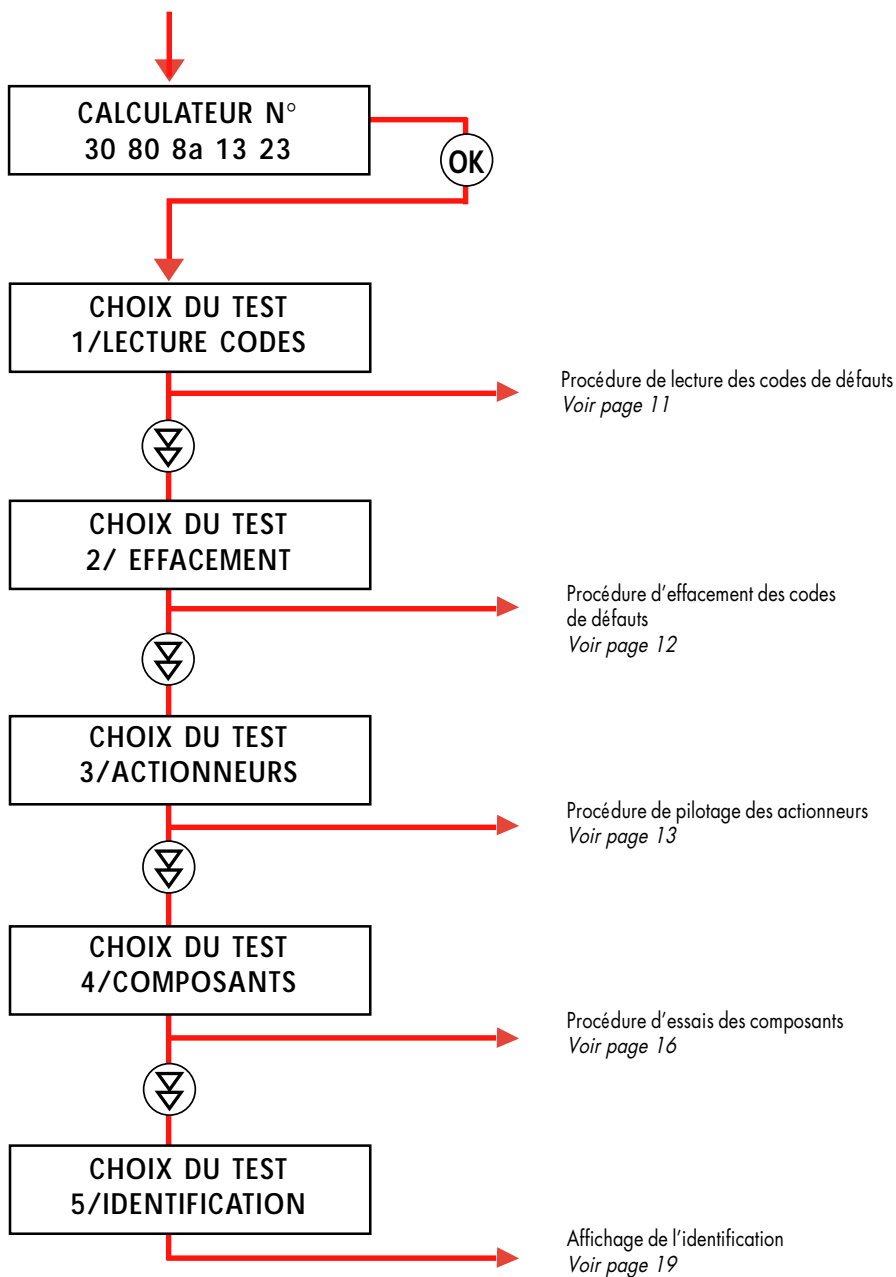 CALCULATEUR N°
30 80 8a 13 23
OK
CHOIX DU TEST
1/LECTURE CODES
Procédure de lecture des codes de défauts
Voir page 11
CHOIX DU TEST
2/ EFFACEMENT
Procédure d'effacement des codes
de défauts
Voir page 12
CHOIX DU TEST
3/ACTIONNEURS
Procédure de pilotage des actionneurs
Voir page 13
CHOIX DU TEST
4/COMPOSANTS
Procédure d'essais des composants
Voir page 16
CHOIX DU TEST
5/IDENTIFICATION
Affichage de l'identification
Voir page 19